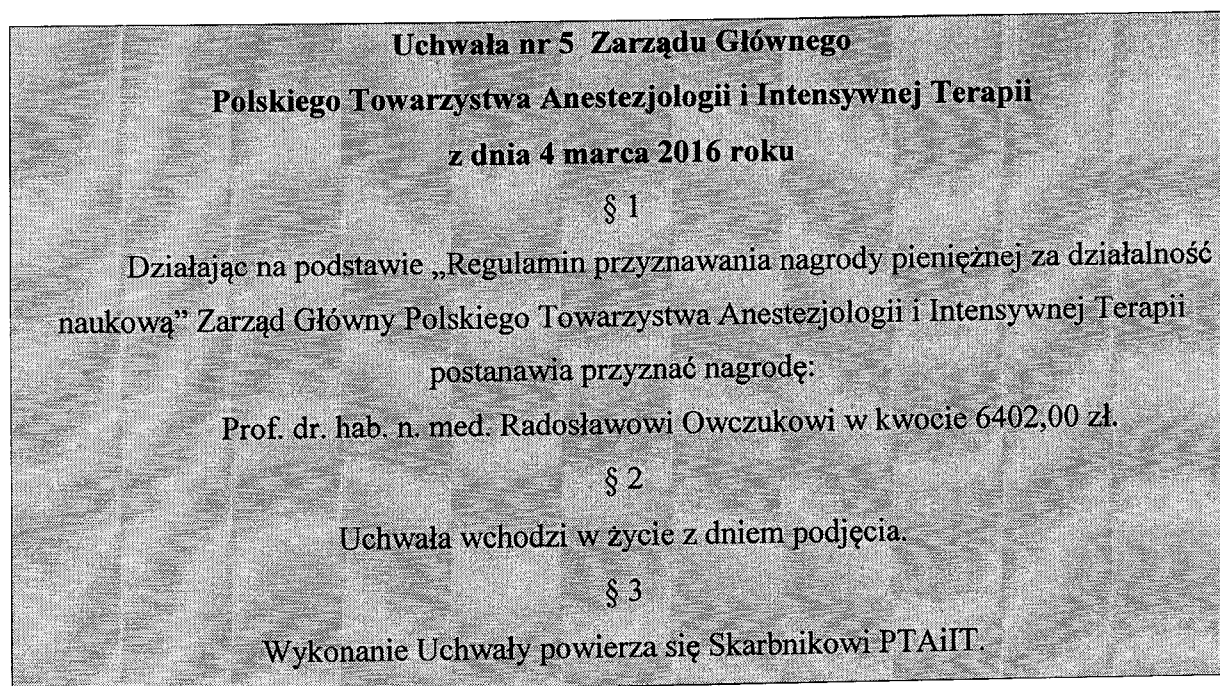 Uchwała nr 5 Zarządu Głównego
Polskiego Towarzystwa Anestezjologii i Intensywnej Terapii
z dnia 4 marca 2016 roku
§ 1
Działając na podstawie „Regulamin przyznawania nagrody pieniężnej za działalność
naukową” Zarząd Główny Polskiego Towarzystwa Anestezjologii i Intensywnej Terapii
postanawia przyznać nagrodę:
Prof. dr. hab. n. med. Radosławowi Owczukowi w kwocie 6402,00 zł.
§ 2
Uchwała wchodzi w życie z dniem podjęcia.
§ 3
Wykonanie Uchwały powierza się Skarbnikowi PTAiIT.